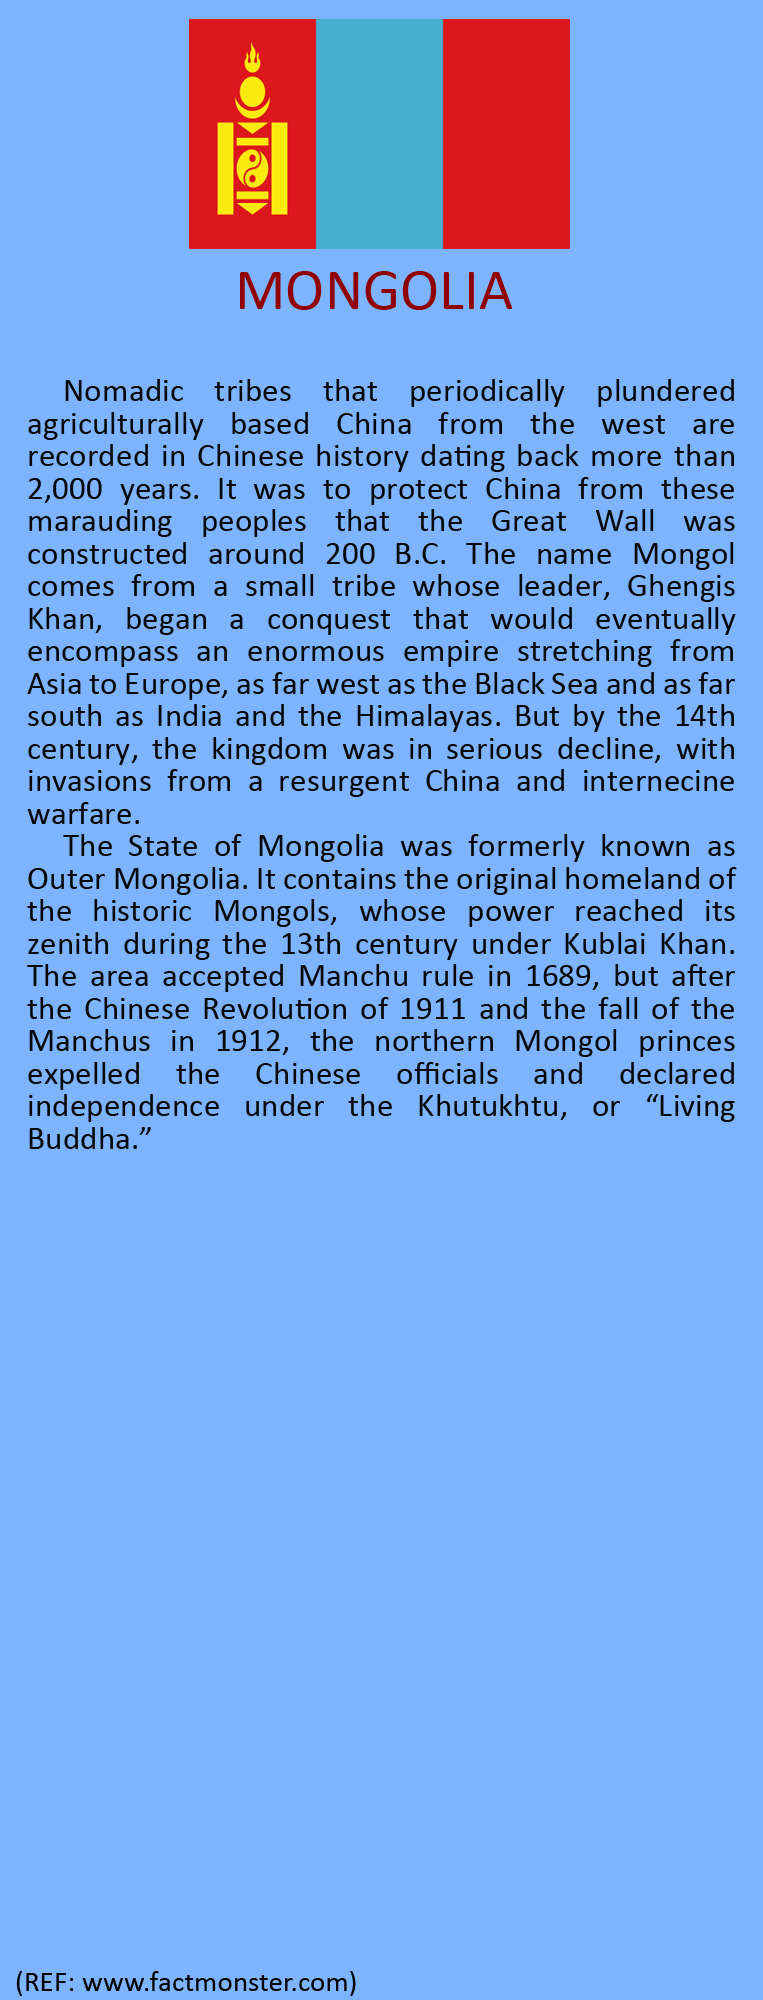 MONGOLIA
Nomadic tribes that periodically plundered
agriculturally based China from the west are
recorded in Chinese history dating back more than
2,000 years. It was to protect China from these
marauding peoples that the Great Wall was
constructed around 200 B.C. The name Mongol
comes from a small tribe whose leader, Ghengis
Khan, began a conquest that would eventually
encompass an enormous empire stretching from
Asia to Europe, as far west as the Black Sea and as far
south as India and the Himalayas. But by the 14th
century, the kingdom was in serious decline, with
invasions from a resurgent China and internecine
warfare.
The State of Mongolia was formerly known as
Outer Mongolia. It contains the original homeland of
the historic Mongols, whose power reached its
zenith during the 13th century under Kublai Khan.
The area accepted Manchu rule in 1689, but after
the Chinese Revolution of 1911 and the fall of the
Manchus in 1912, the northern Mongol princes
expelled the Chinese officials and declared
independence under the Khutukhtu, or “Living
Buddha.”
(REF: www.factmonster.com)